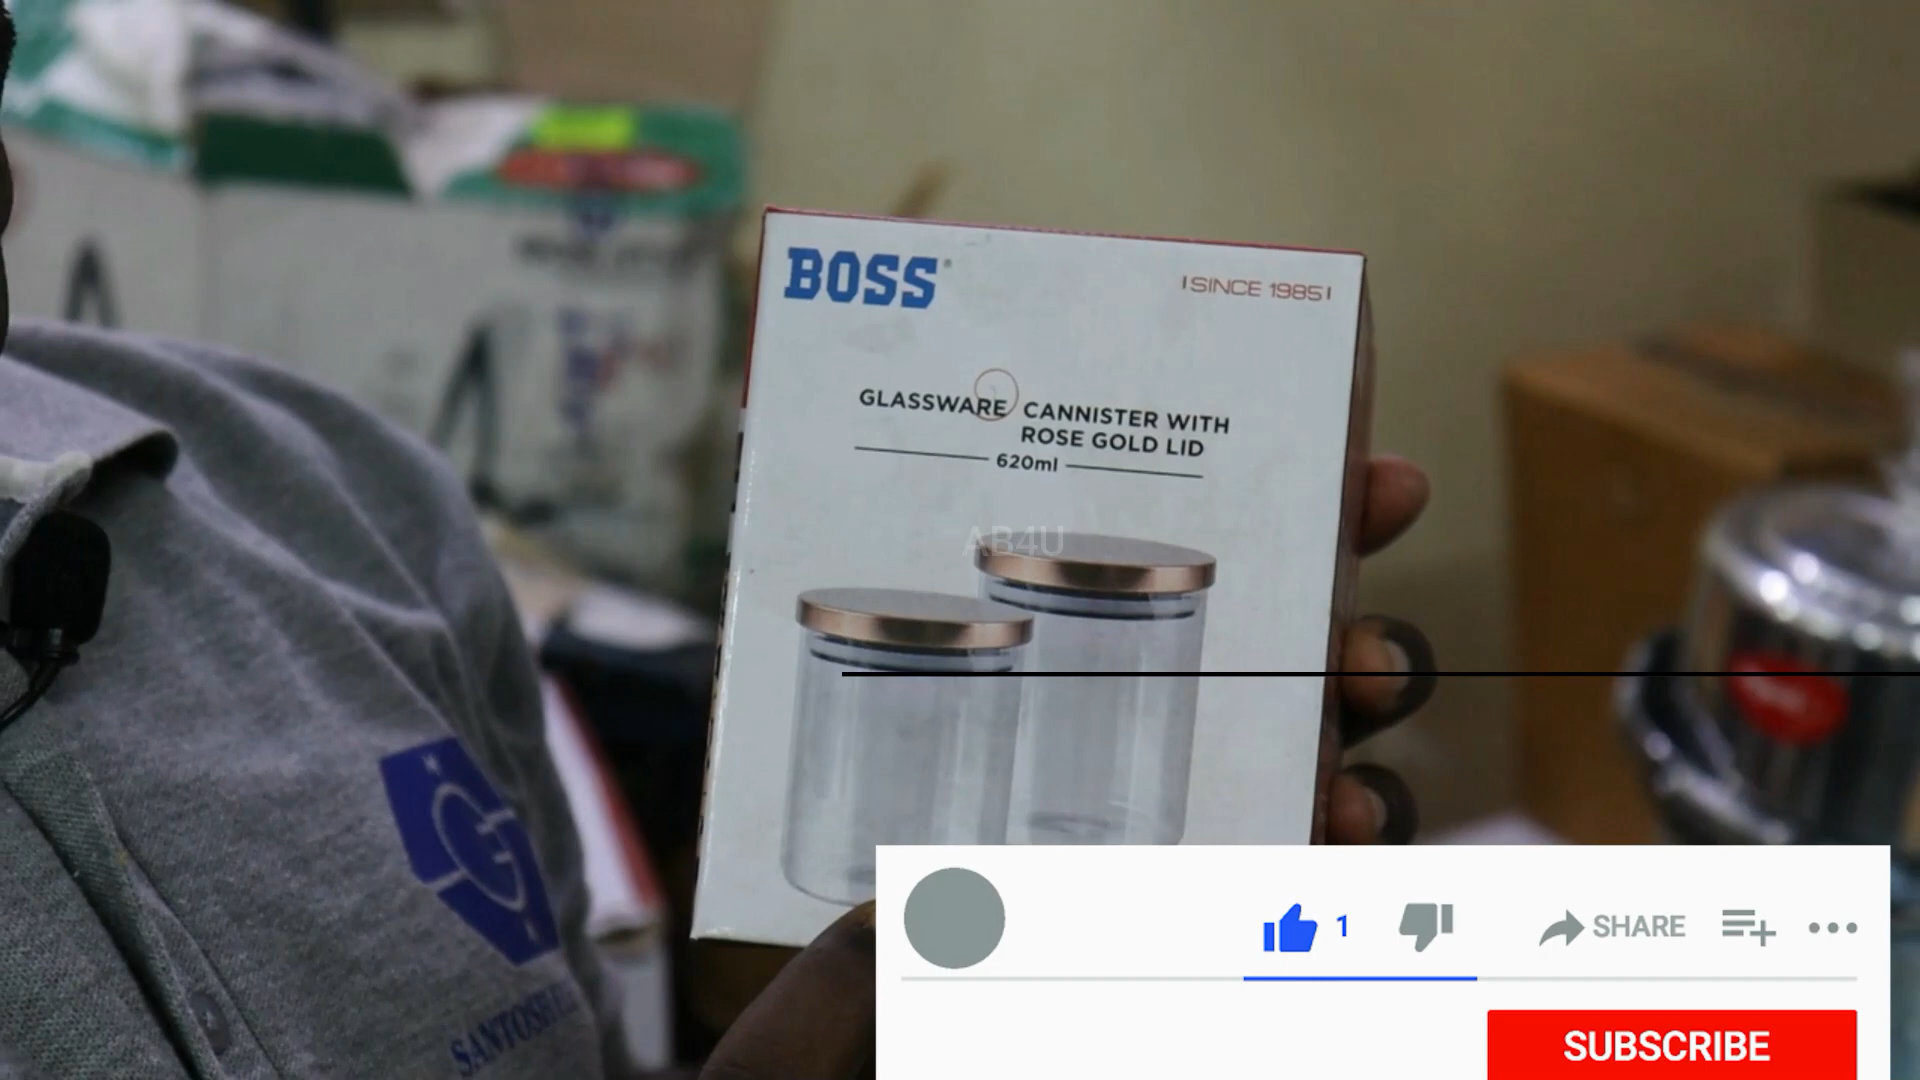 BOSS
SINCE 1985
GLASSWARE CANNISTER WITH
ROSE GOLD LID
620ml
AB4U
1
SHARE
SUBSCRIBE